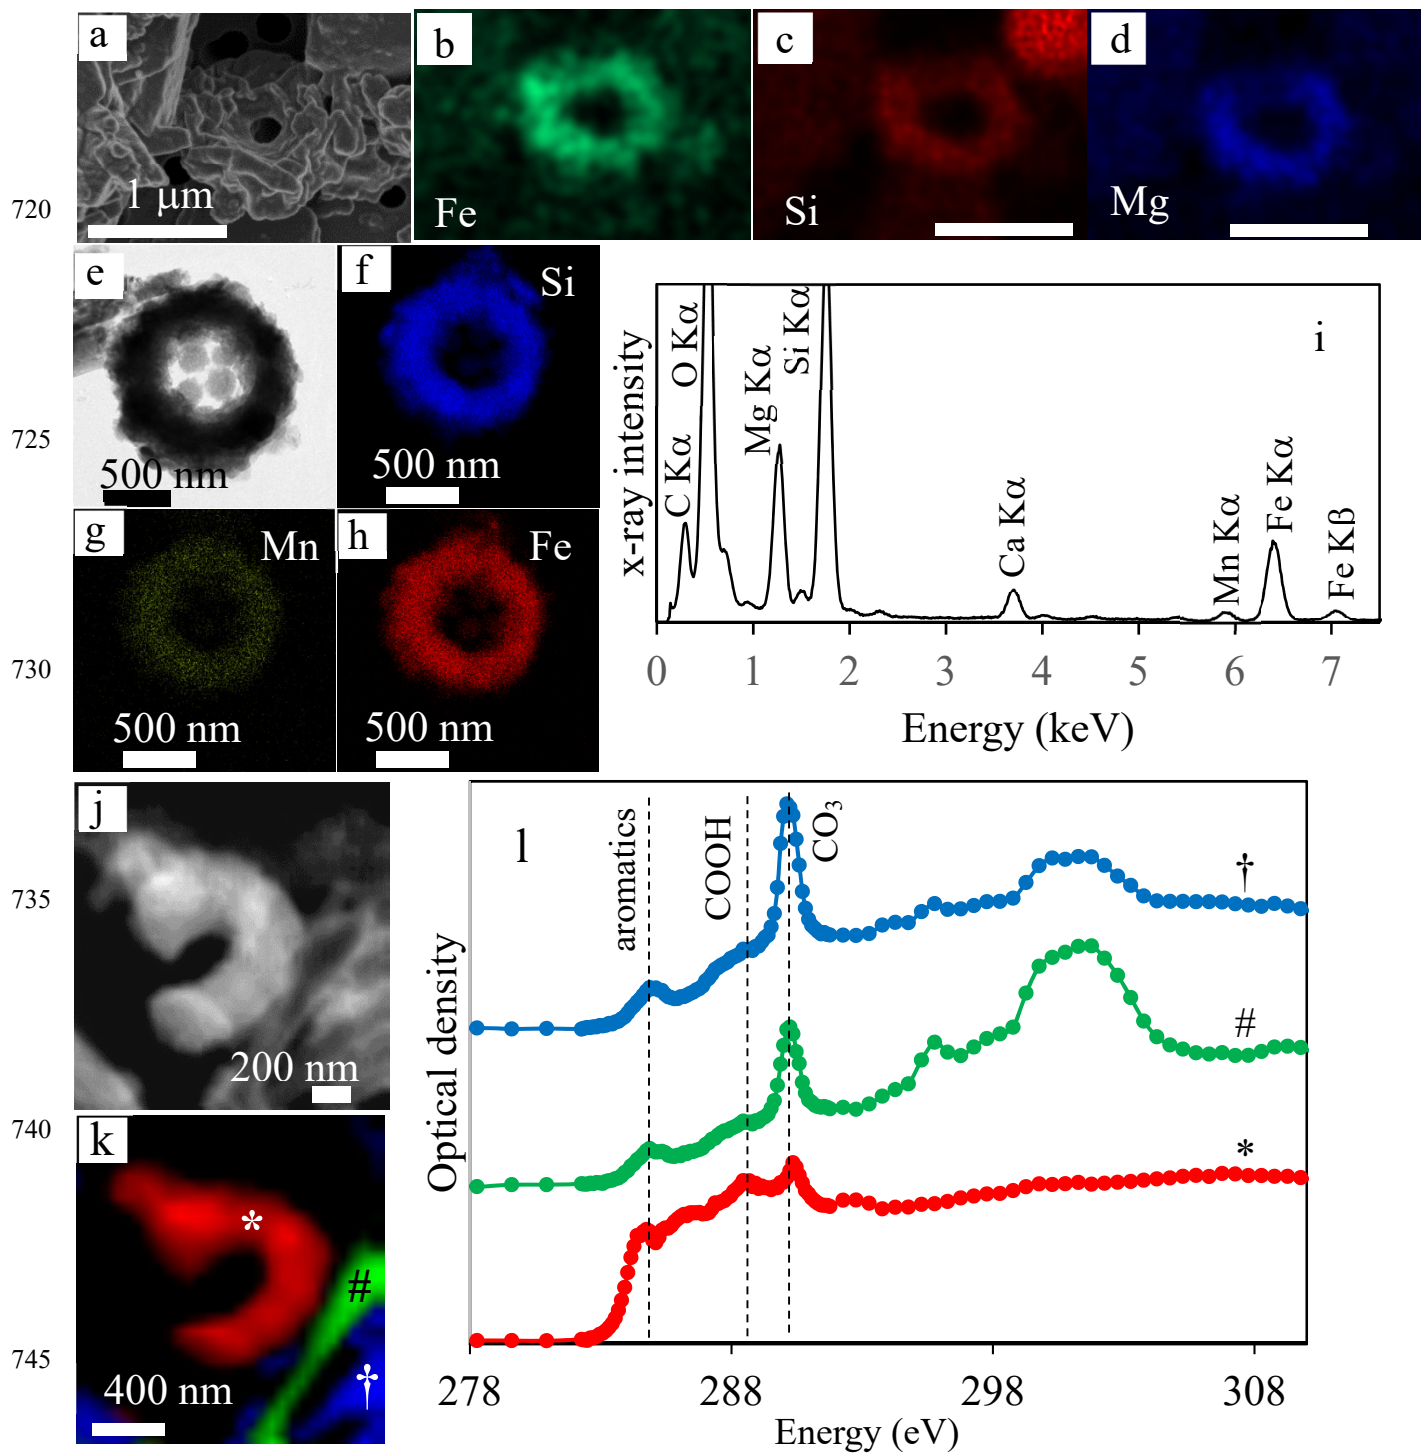 a
1 µm
b
Fe
c
Si
d
Mg
720
e
500 nm
f
Si
500 nm
725
g
Mn
500 nm
h
Fe
500 nm
730
i
x-ray intensity
C Kα
O Kα
Mg Kα
Si Kα
Ca Kα
Mn Kα
Fe Kα
Fe Kß
0 1 2 3 4 5 6 7
Energy (keV)
j
200 nm
735
k
*
#
†
400 nm
740
745
l
Optical density
aromatics
COOH
CO₃
†
#
*
278 288 298 308
Energy (eV)